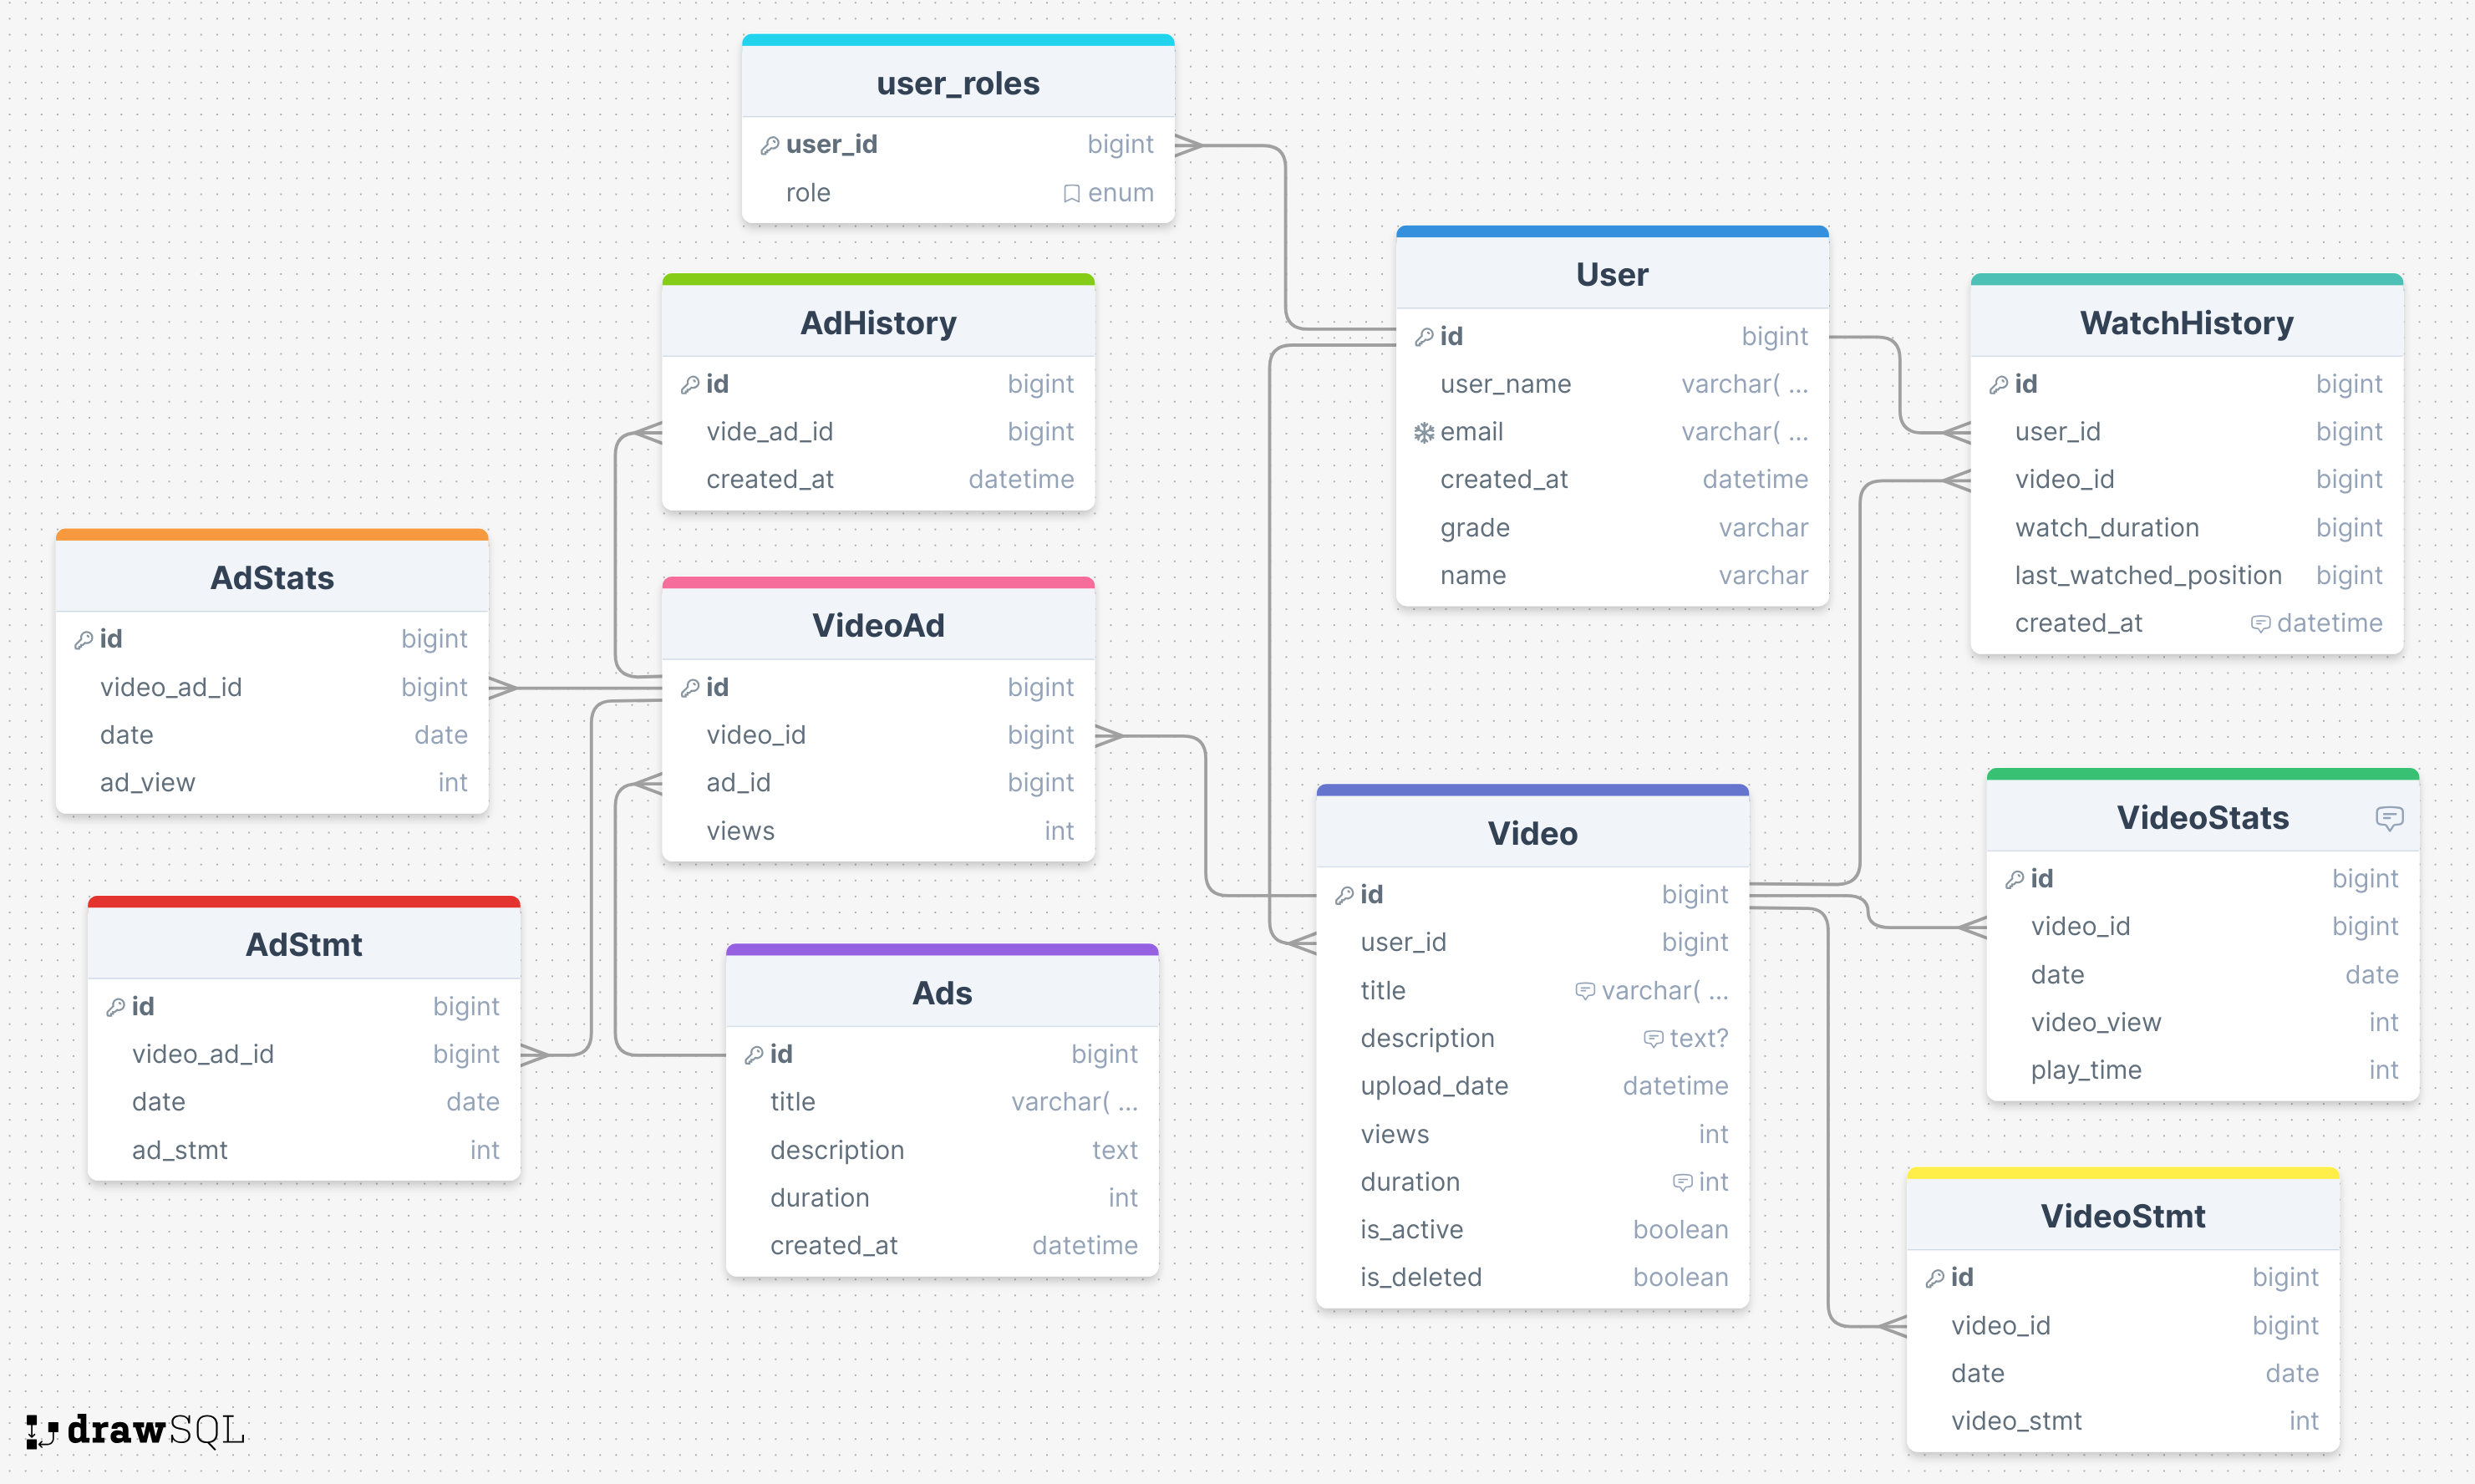 user_roles
user_id bigint
role enum
AdHistory
id bigint
vide_ad_id bigint
created_at datetime
User
id bigint
user_name varchar( ...
email varchar( ...
created_at datetime
grade varchar
name varchar
WatchHistory
id bigint
user_id bigint
video_id bigint
watch_duration bigint
last_watched_position bigint
created_at datetime
AdStats
id bigint
video_ad_id bigint
date date
ad_view int
VideoAd
id bigint
video_id bigint
ad_id bigint
views int
Video
id bigint
user_id bigint
title varchar( ...
description text?
upload_date datetime
views int
duration int
is_active boolean
is_deleted boolean
VideoStats
id bigint
video_id bigint
date date
video_view int
play_time int
AdStmt
id bigint
video_ad_id bigint
date date
ad_stmt int
Ads
id bigint
title varchar( ...
description text
duration int
created_at datetime
VideoStmt
id bigint
video_id bigint
date date
video_stmt int
drawSQL